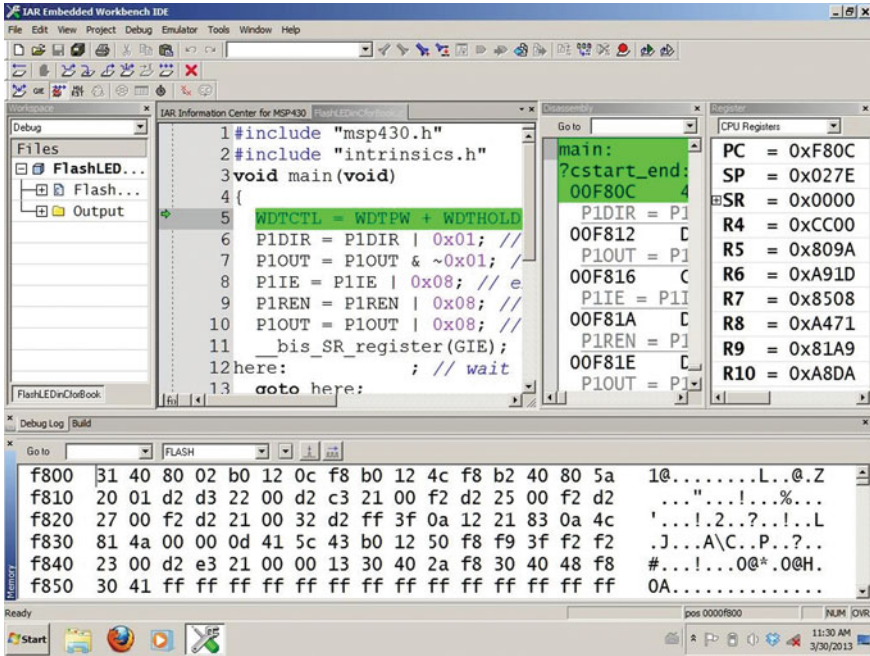 IAR Embedded Workbench IDE
File Edit View Project Debug Emulator Tools Window Help
Workspace
Debug
Files
FlashLED...
Flash...
Output
FlashLEDinCforBook
IAR Information Center for MSP430
1 #include "msp430.h"
2 #include "intrinsics.h"
3 void main(void)
4 {
5 WDTCTL = WDTPW + WDTHOLD
6 P1DIR = P1DIR | 0x01; //
7 P1OUT = P1OUT & ~0x01; /
8 P1IE = P1IE | 0x08; // e
9 P1REN = P1REN | 0x08; //
10 P1OUT = P1OUT | 0x08; //
11 __bis_SR_register(GIE);
12 here: ; // wait
13 goto here;
Disassembly
Go to
main:
?cstart_end:
00F80C 4
P1DIR = P1
00F812 D
P1OUT = P1
00F816 C
P1IE = P1I
00F81A D
P1REN = P1
00F81E D
P1OUT = P1
Register
CPU Registers
PC = 0xF80C
SP = 0x027E
SR = 0x0000
R4 = 0xCC00
R5 = 0x809A
R6 = 0xA91D
R7 = 0x8508
R8 = 0xA471
R9 = 0x81A9
R10 = 0xA8DA
Debug Log Build
Go to FLASH
f800 31 40 80 02 b0 12 0c f8 b0 12 4c f8 b2 40 80 5a 1@........L..@.Z
f810 20 01 d2 d3 22 00 d2 c3 21 00 f2 d2 25 00 f2 d2 ..."...!...%...
f820 27 00 f2 d2 21 00 32 d2 ff 3f 0a 12 21 83 0a 4c '...!.2..?..!..L
f830 81 4a 00 00 0d 41 5c 43 b0 12 50 f8 f9 3f f2 f2 .J...A\C..P..?..
f840 23 00 d2 e3 21 00 00 13 30 40 2a f8 30 40 48 f8 #...!...0@*.0@H.
f850 30 41 ff ff ff ff ff ff ff ff ff ff ff ff ff ff 0A..............
Memory
Ready
pos 0000f800
NUM OVR
Start
11:30 AM
3/30/2013